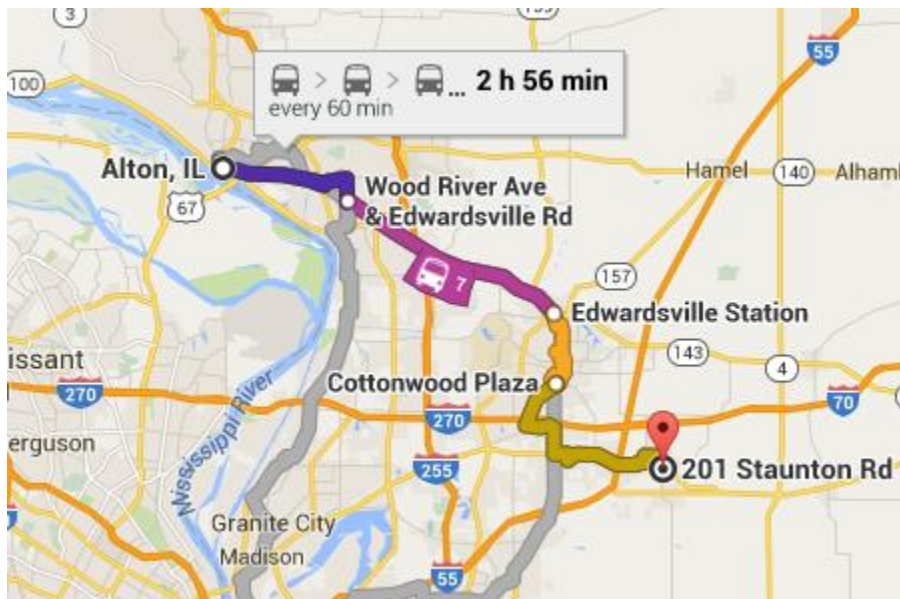 3
159
55
100
... 2 h 56 min
every 60 min
Alton, IL
Hamel
140
Alhaml
67
Wood River Ave
& Edwardsville Rd
7
157
Edwardsville Station
issant
143
4
Cottonwood Plaza
270
Mississippi River
270
70
erguson
255
201 Staunton Rd
Granite City
Madison
55